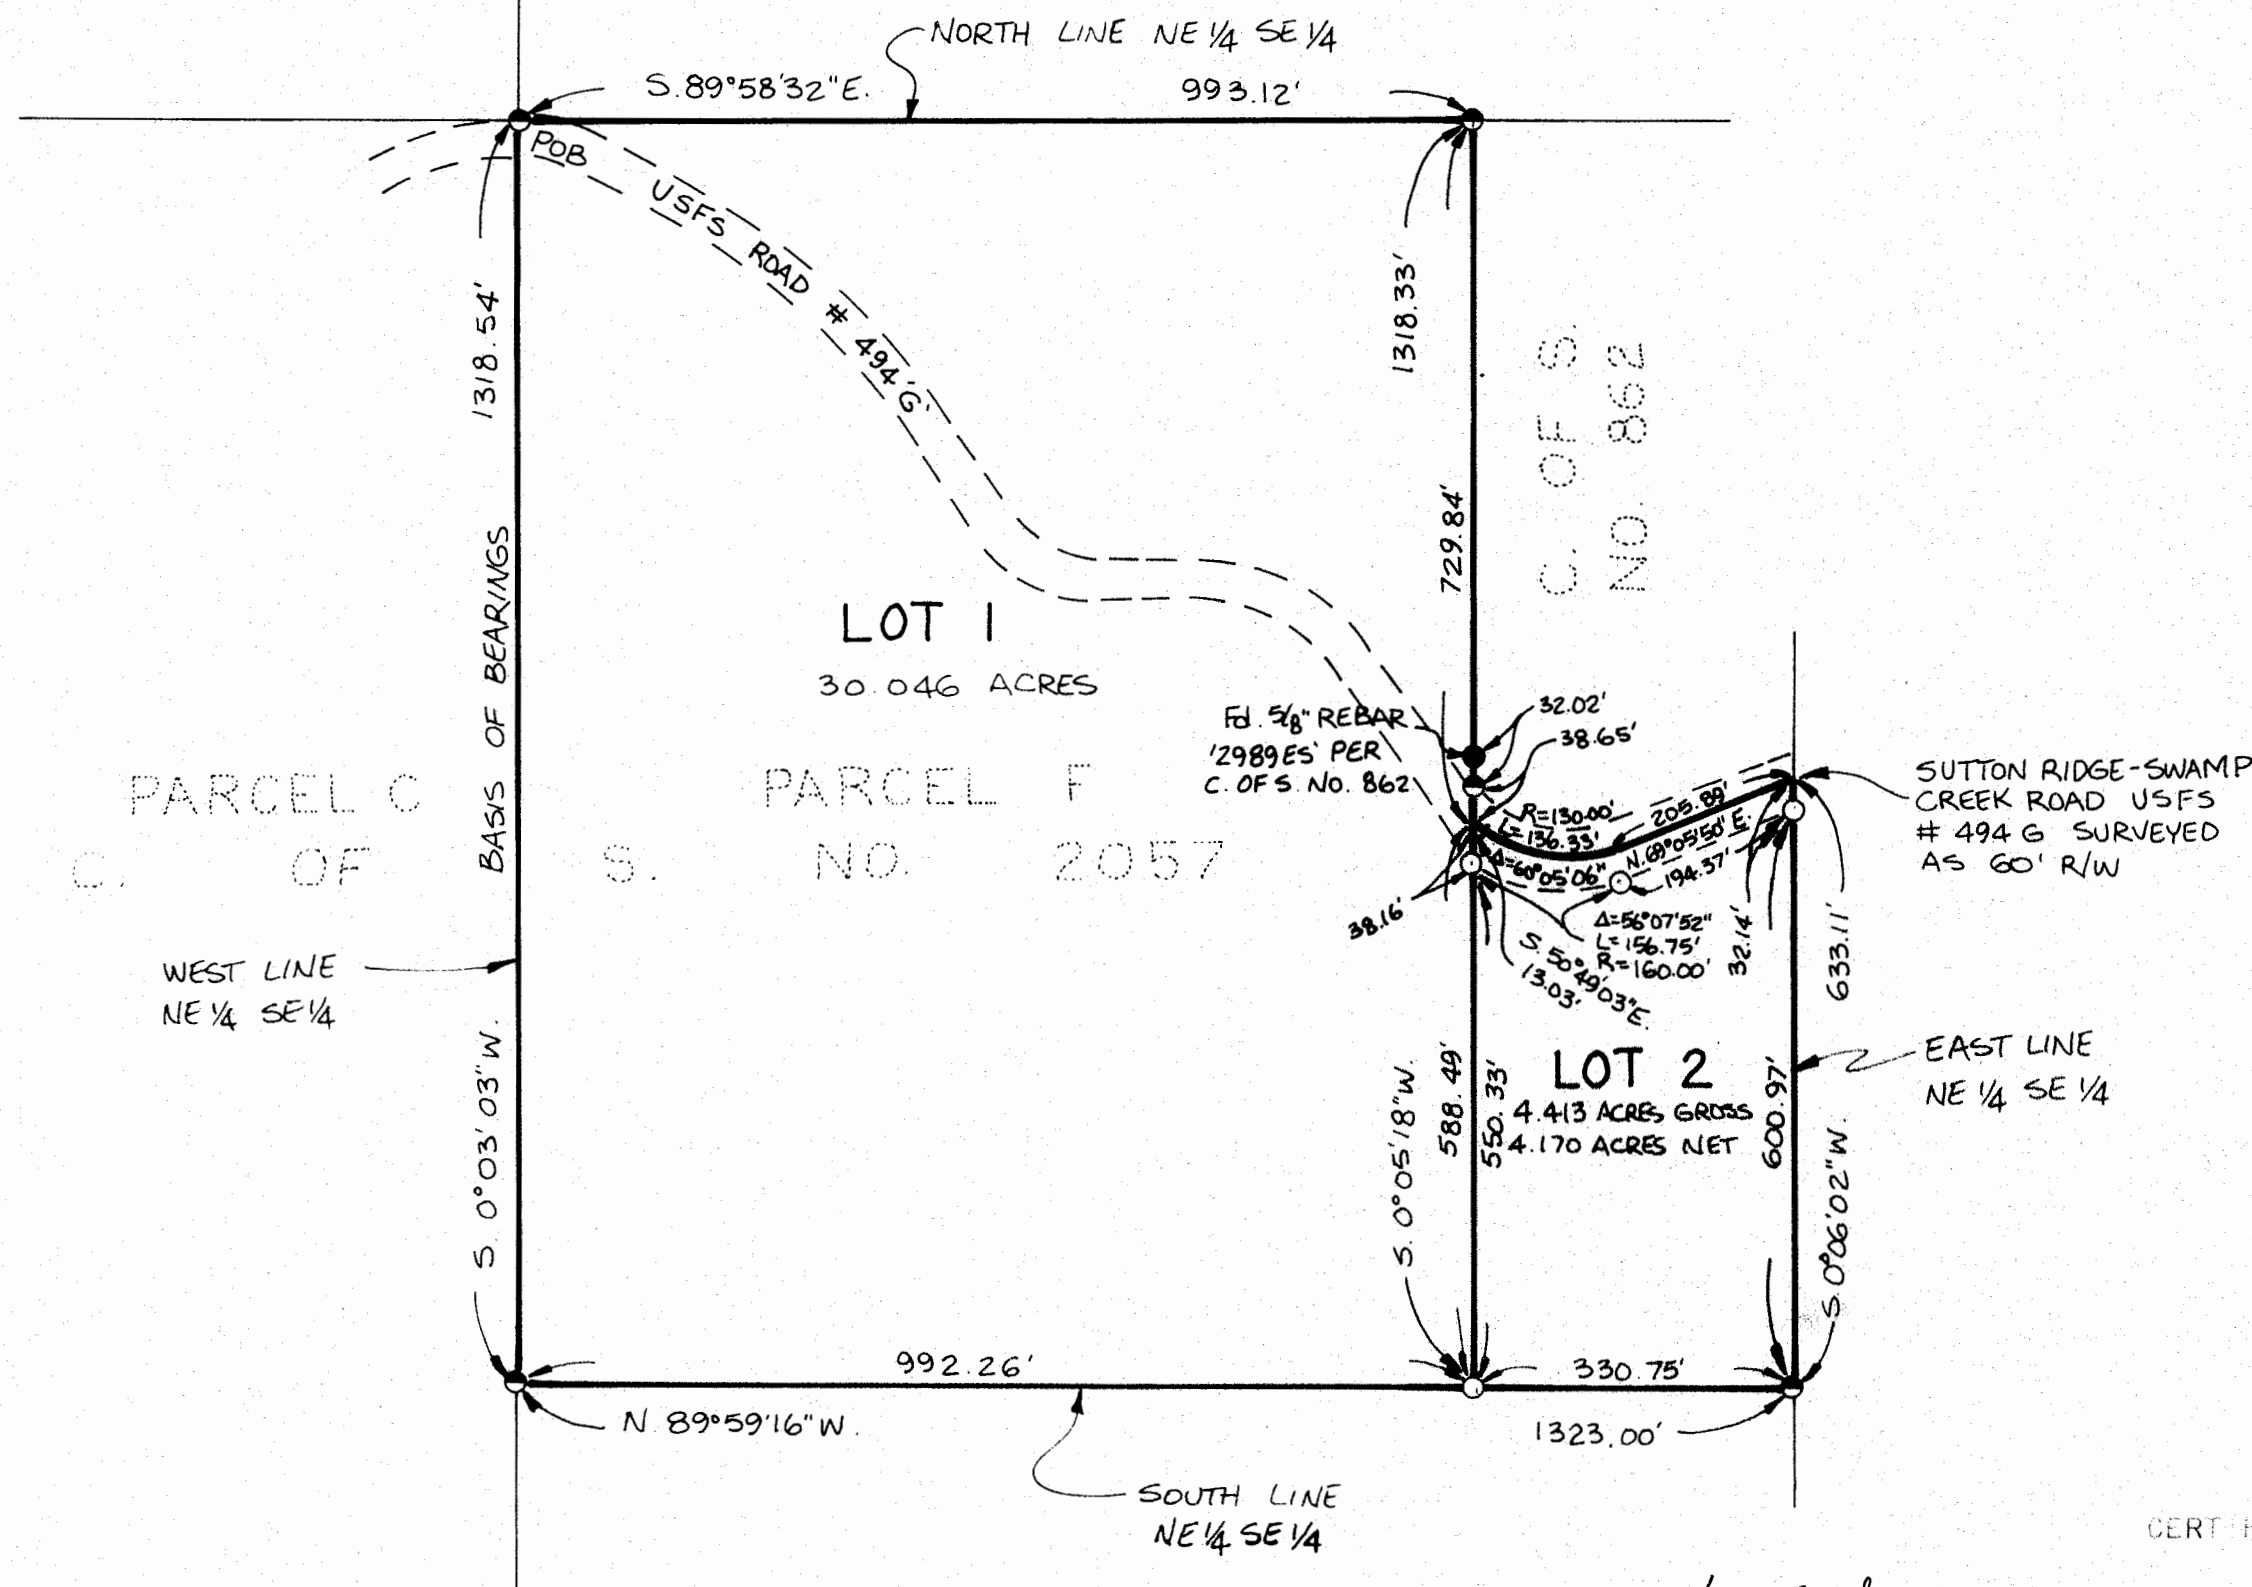 NORTH LINE NE 1/4 SE 1/4
S. 89°58'32"E.
993.12'
POB
USFS ROAD # 494 'G'
1318.54'
BASIS OF BEARINGS
S. 0°03'03"W.
1318.33'
729.84'
C. OF S.
NO. 862
LOT 1
30.046 ACRES
PARCEL C
PARCEL F
C. OF S. NO. 2057
Fd. 5/8" REBAR
'2989ES' PER
C. OF S. NO. 862
32.02'
38.65'
R=130.00'
L=136.33'
Δ=60°05'06"
205.89'
N. 69°05'50" E.
194.37'
SUTTON RIDGE-SWAMP
CREEK ROAD USFS
# 494 G SURVEYED
AS 60' R/W
38.16'
Δ=56°07'52"
L=156.75'
R=160.00'
S. 50°49'03"E.
13.03'
32.14'
633.11'
WEST LINE
NE 1/4 SE 1/4
S. 0°05'18"W.
588.49'
550.33'
LOT 2
4.413 ACRES GROSS
4.170 ACRES NET
600.97'
S. 0°06'02"W.
EAST LINE
NE 1/4 SE 1/4
992.26'
330.75'
N. 89°59'16"W.
1323.00'
SOUTH LINE
NE 1/4 SE 1/4